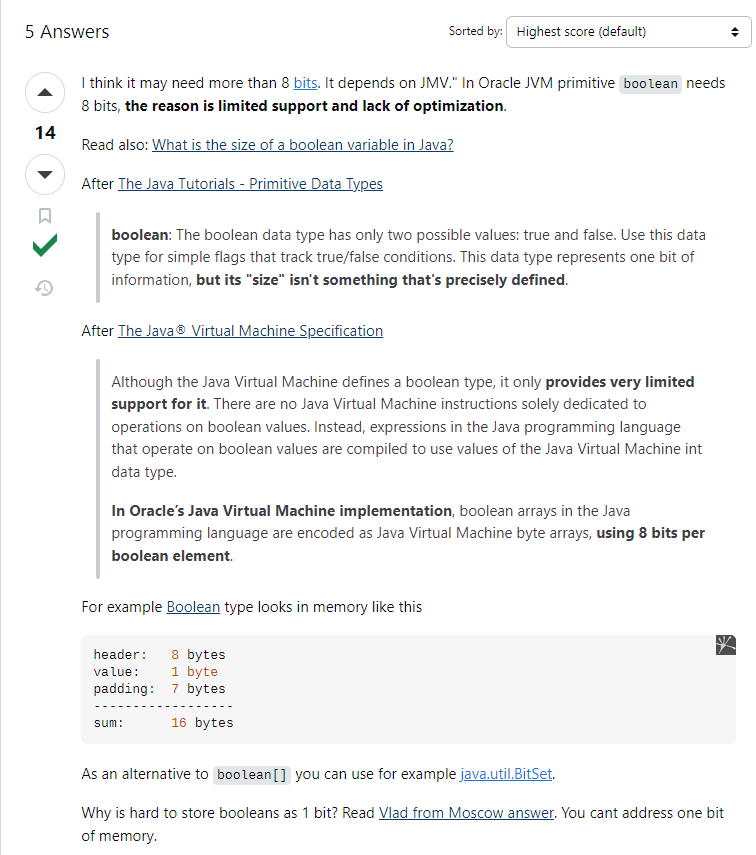 5 Answers
Sorted by:
Highest score (default)
I think it may need more than 8 bits. It depends on JMV." In Oracle JVM primitive boolean needs
8 bits, the reason is limited support and lack of optimization.
14
Read also: What is the size of a boolean variable in Java?
After The Java Tutorials - Primitive Data Types
boolean: The boolean data type has only two possible values: true and false. Use this data
type for simple flags that track true/false conditions. This data type represents one bit of
information, but its "size" isn't something that's precisely defined.
After The Java® Virtual Machine Specification
Although the Java Virtual Machine defines a boolean type, it only provides very limited
support for it. There are no Java Virtual Machine instructions solely dedicated to
operations on boolean values. Instead, expressions in the Java programming language
that operate on boolean values are compiled to use values of the Java Virtual Machine int
data type.
In Oracle’s Java Virtual Machine implementation, boolean arrays in the Java
programming language are encoded as Java Virtual Machine byte arrays, using 8 bits per
boolean element.
For example Boolean type looks in memory like this
header:   8 bytes
value:    1 byte
padding:  7 bytes
------------------
sum:      16 bytes
As an alternative to boolean[] you can use for example java.util.BitSet.
Why is hard to store booleans as 1 bit? Read Vlad from Moscow answer. You cant address one bit
of memory.